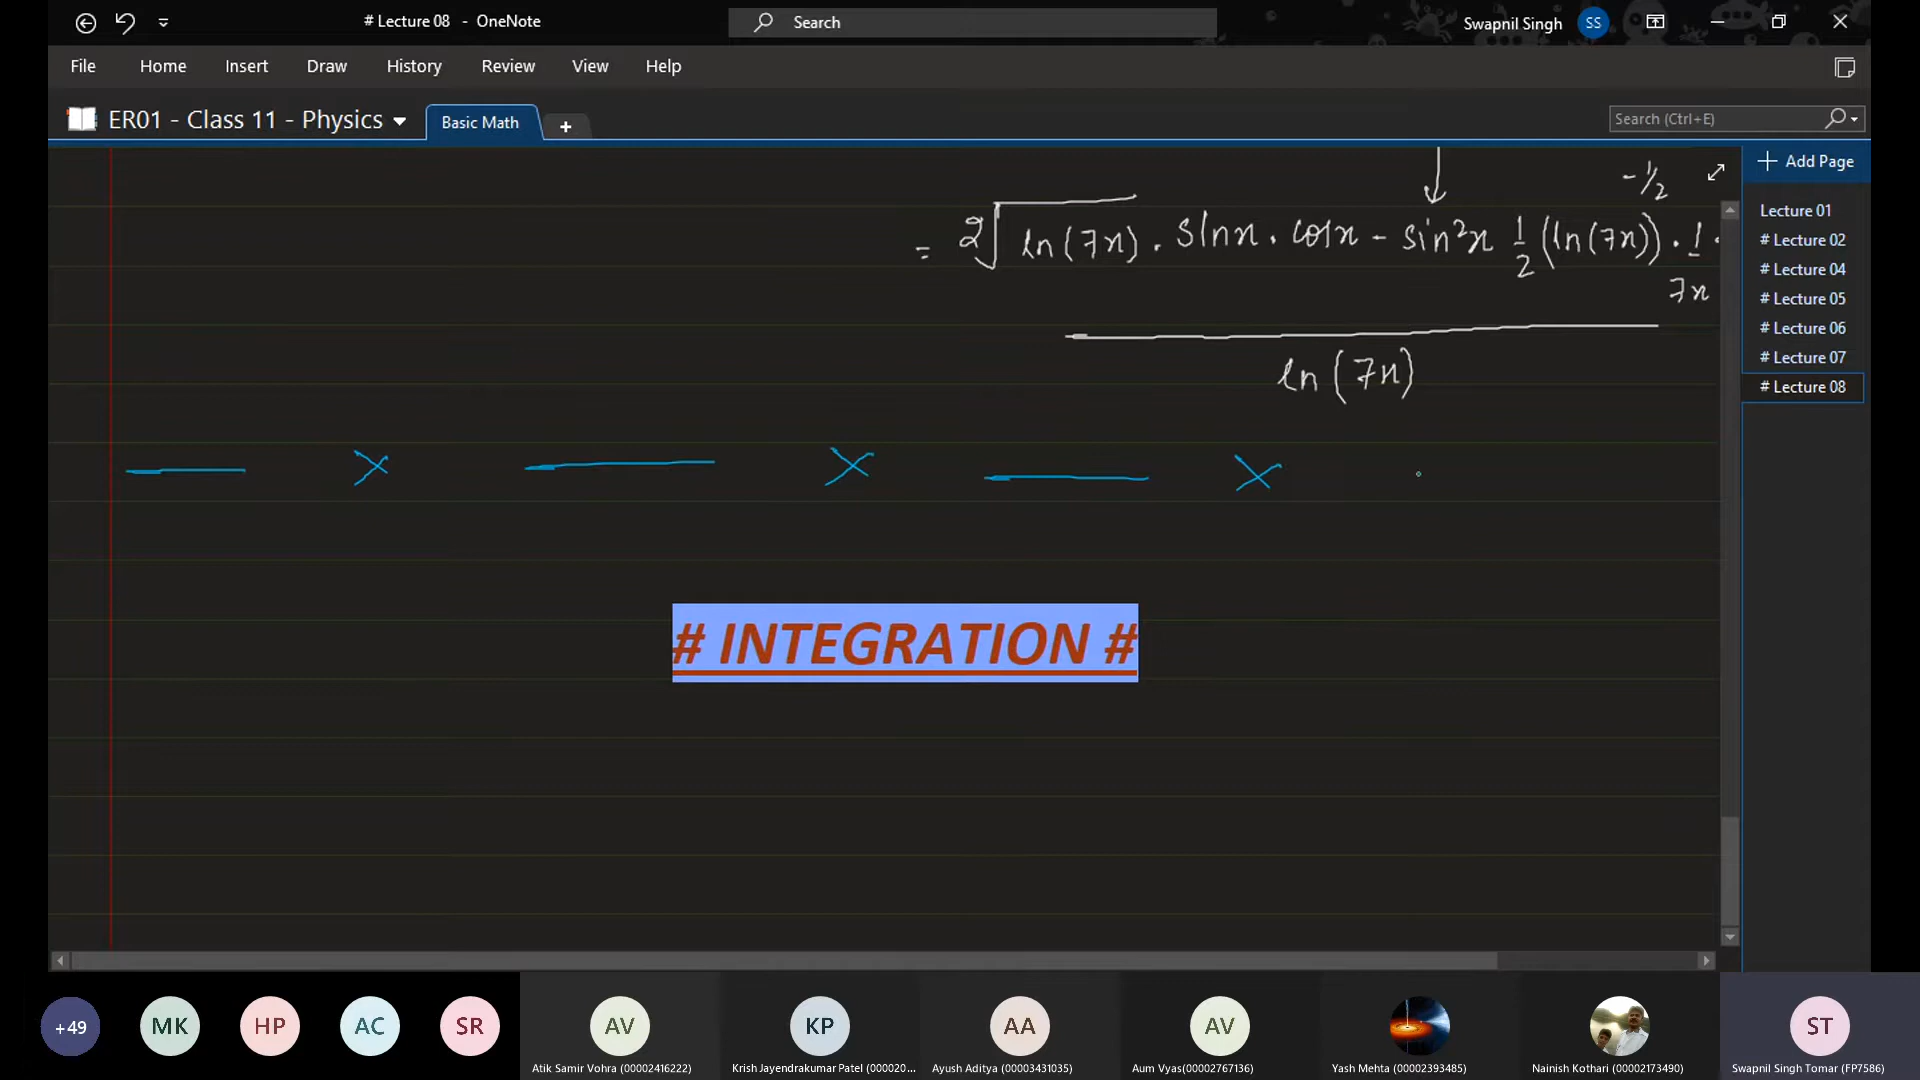 # Lecture 08 - OneNote
Search
Swapnil Singh
SS
File Home Insert Draw History Review View Help
ER01 - Class 11 - Physics
Basic Math
+
Search (Ctrl+E)
+ Add Page
Lecture 01
# Lecture 02
# Lecture 04
# Lecture 05
# Lecture 06
# Lecture 07
# Lecture 08
-1/2
= 2√ln(7x) . sinx . cosx - sin²x 1/2 (ln(7x)) . 1/7x .
ln(7x)
— x — x — x
# INTEGRATION #
+49 MK HP AC SR AV KP AA AV ST
Atik Samir Vohra (00002416222)
Krish Jayendrakumar Patel (000020...
Ayush Aditya (00003431035)
Aum Vyas(00002767136)
Yash Mehta (00002393485)
Nainish Kothari (00002173490)
Swapnil Singh Tomar (FP7586)